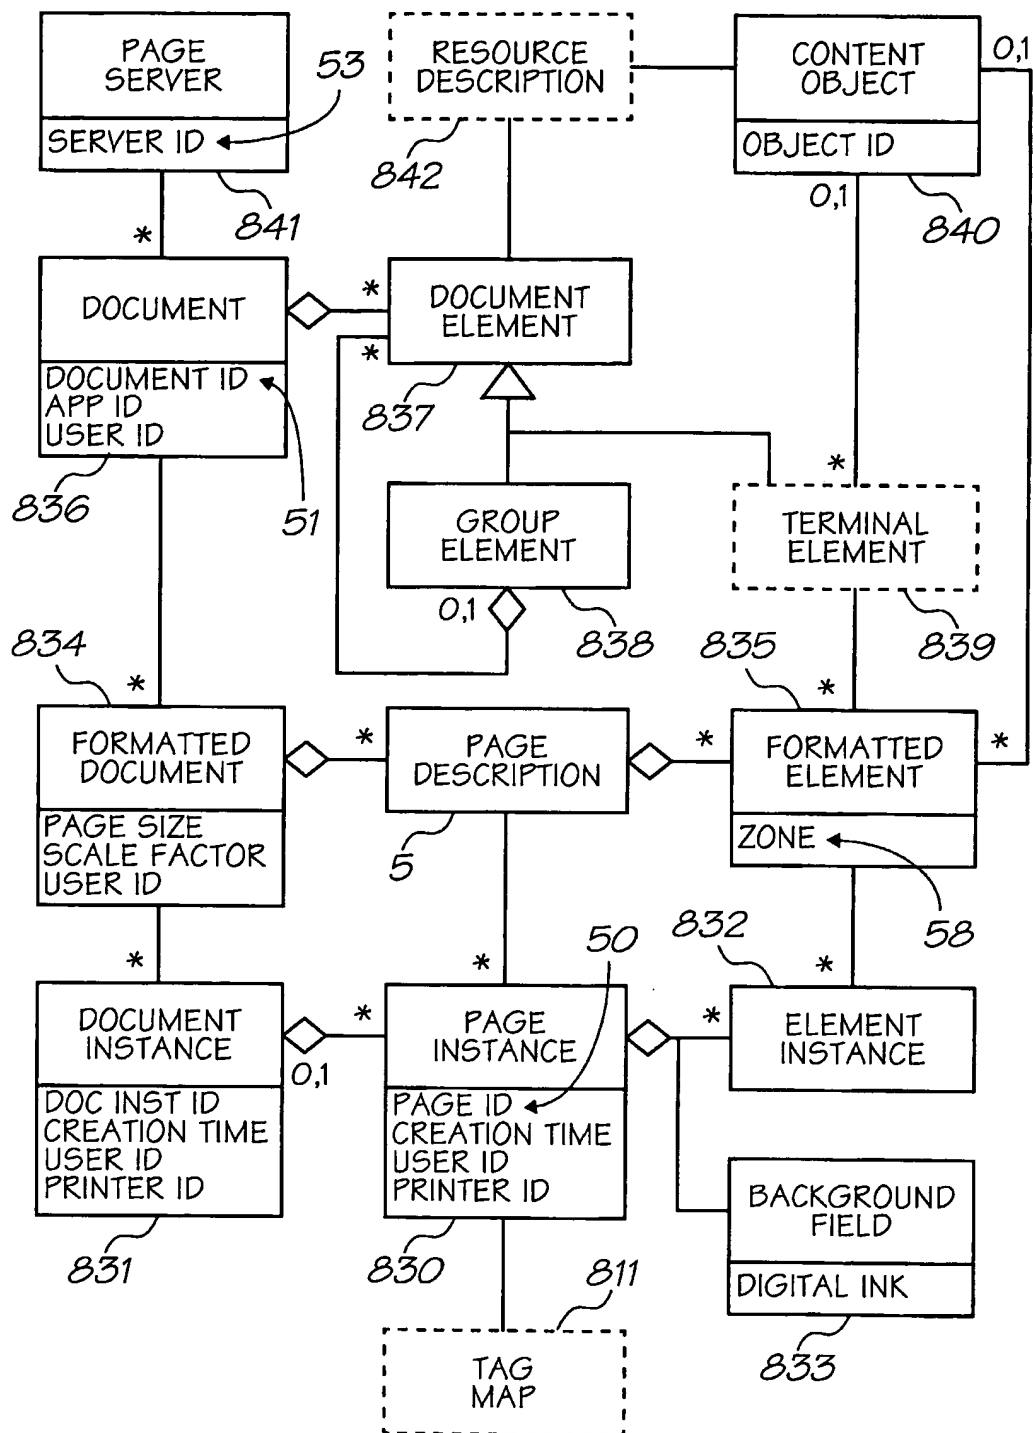 PAGE
SERVER
SERVER ID
53
841
*
RESOURCE
DESCRIPTION
842
CONTENT
OBJECT
OBJECT ID
0,1
0,1
840
DOCUMENT
DOCUMENT ID
APP ID
USER ID
836
51
*
*
DOCUMENT
ELEMENT
837
GROUP
ELEMENT
0,1
838
*
TERMINAL
ELEMENT
839
834
*
FORMATTED
DOCUMENT
PAGE SIZE
SCALE FACTOR
USER ID
*
PAGE
DESCRIPTION
5
835
*
*
*
FORMATTED
ELEMENT
ZONE
58
*
DOCUMENT
INSTANCE
0,1
DOC INST ID
CREATION TIME
USER ID
PRINTER ID
831
50
*
*
PAGE
INSTANCE
PAGE ID
CREATION TIME
USER ID
PRINTER ID
830
832
*
*
ELEMENT
INSTANCE
BACKGROUND
FIELD
DIGITAL INK
833
811
TAG
MAP